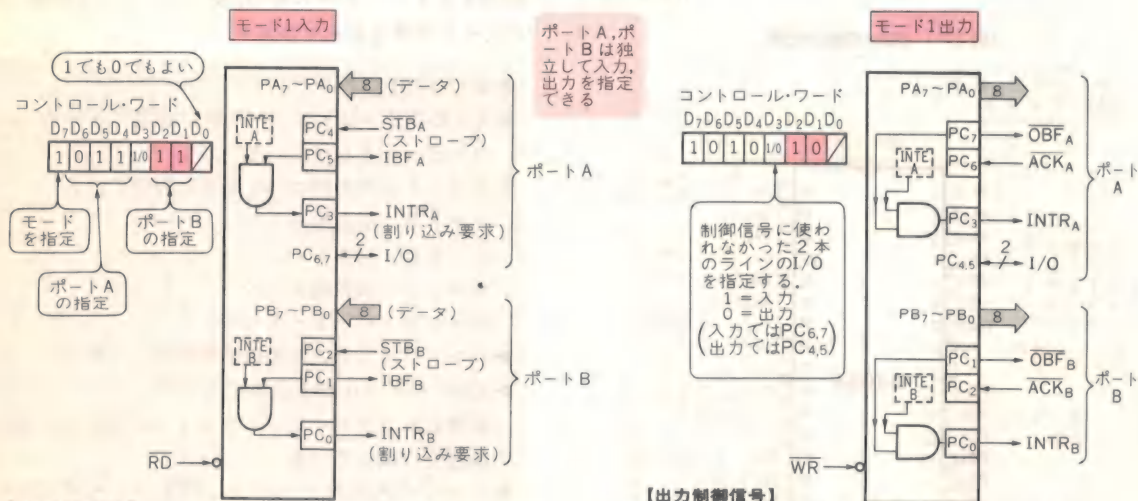 モード1入力
1でも0でもよい
コントロール・ワード
D7D6D5D4D3D2D1D0
1 0 1 1 I/O 1 1
モード
を指定
ポートA
の指定
ポートB
の指定
PA7~PA0
8
(データ)
INTE
A
PC4
STBA
(ストローブ)
PC5
IBFA
PC3
INTRA
(割り込み要求)
PC6,7
2
I/O
ポートA
PB7~PB0
8
(データ)
INTE
B
PC2
STBB
(ストローブ)
PC1
IBFB
PC0
INTRB
(割り込み要求)
ポートB
RD
ポートA,ポ
ートBは独
立して入力,
出力を指定
できる
モード1出力
コントロール・ワード
D7D6D5D4D3D2D1D0
1 0 1 0 I/O 1 0
制御信号に使わ
れなかった2本
のラインのI/O
を指定する.
1=入力
0=出力
(入力ではPC6,7
出力ではPC4,5)
PA7~PA0
8
PC7
OBFA
INTE
A
PC6
ACKA
PC3
INTRA
PC4,5
2
I/O
ポート
A
PB7~PB0
8
PC1
OBFB
INTE
B
PC2
ACKB
PC0
INTRB
ポート
B
WR
【出力制御信号】